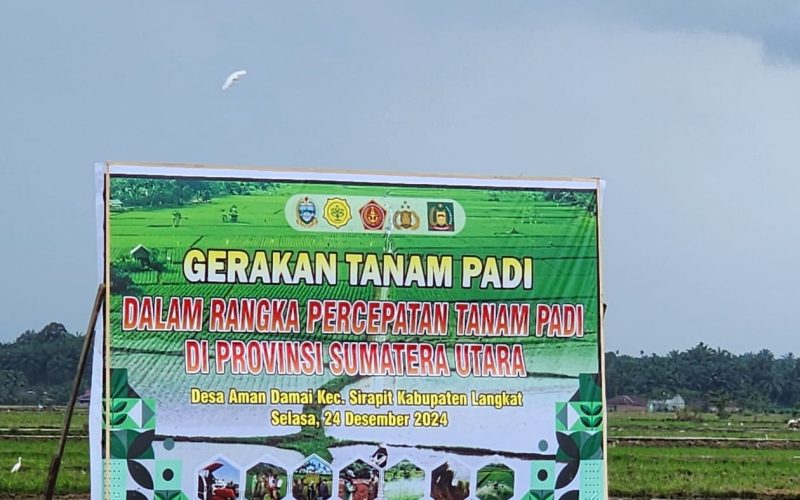 GERAKAN TANAM PADI
DALAM RANGKA PERCEPATAN TANAM PADI
DI PROVINSI SUMATERA UTARA
Desa Aman Damai Kec. Sirapit Kabupaten Langkat
Selasa, 24 Desember 2024